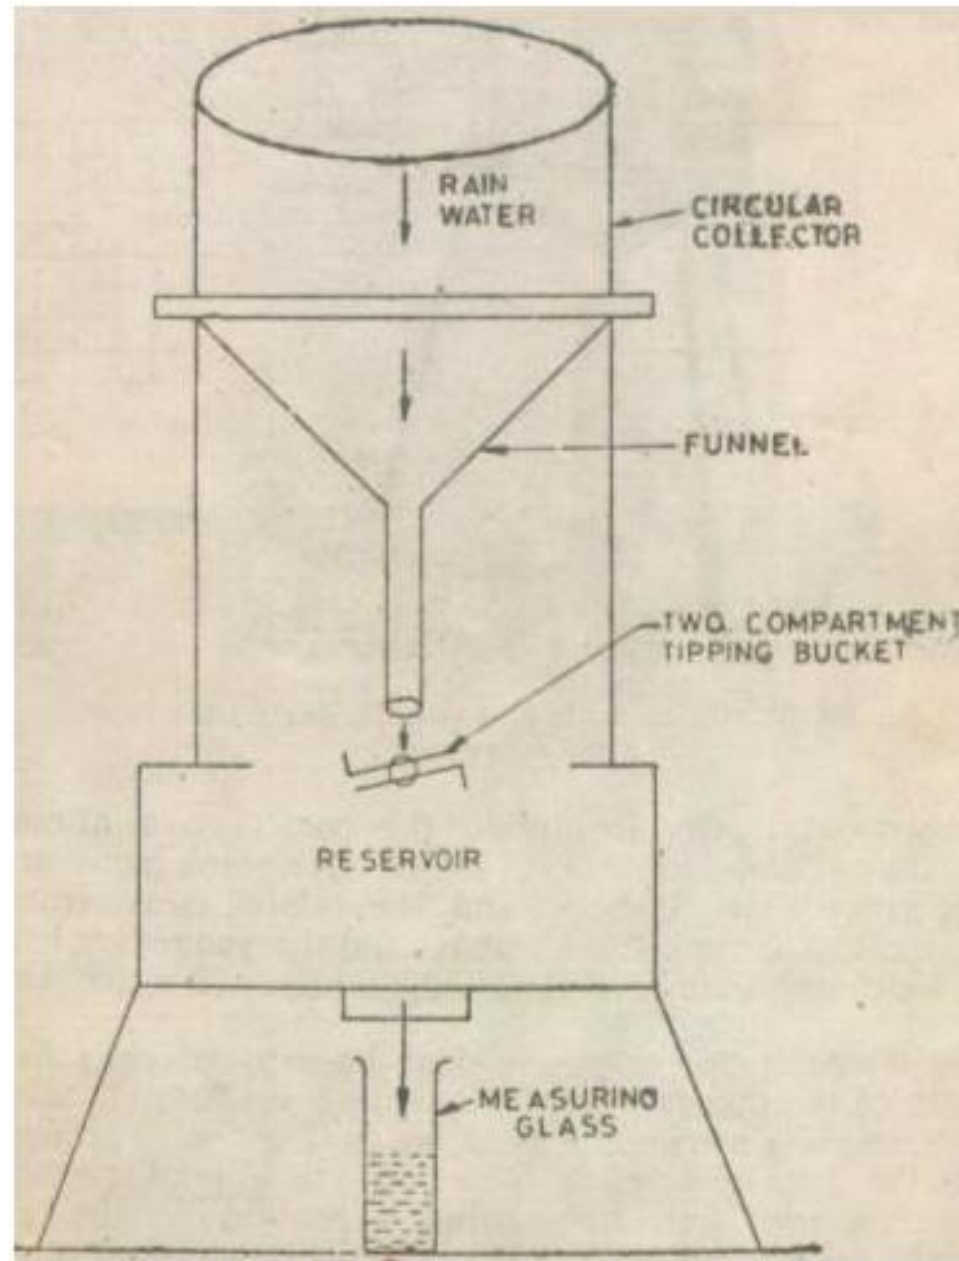 RAIN
WATER
CIRCULAR
COLLECTOR
FUNNEL
TWO COMPARTMENT
TIPPING BUCKET
RESERVOIR
MEASURING
GLASS